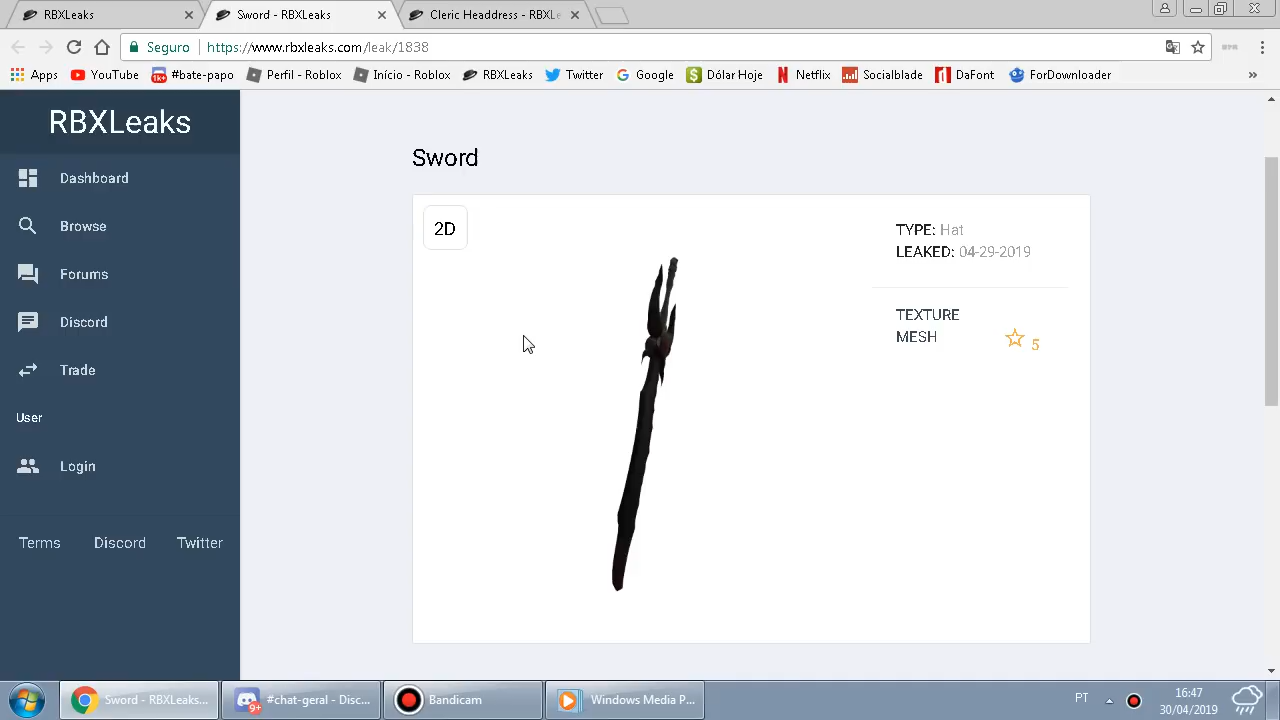 RBXLeaks
Sword - RBXLeaks
Cleric Headdress - RBXLe
Seguro
https://www.rbxleaks.com/leak/1838
Apps
YouTube
1k+
#bate-papo
Perfil - Roblox
Início - Roblox
RBXLeaks
Twitter
Google
Dolar Hoje
Netflix
Socialblade
DaFont
ForDownloader
RBXLeaks
Dashboard
Browse
Forums
Discord
Trade
User
Login
Terms Discord Twitter
Sword
2D
TYPE: Hat
LEAKED: 04-29-2019
TEXTURE
MESH
5
Sword - RBXLeaks...
9+
#chat-geral - Disc...
Bandicam
Windows Media P...
PT
16:47
30/04/2019